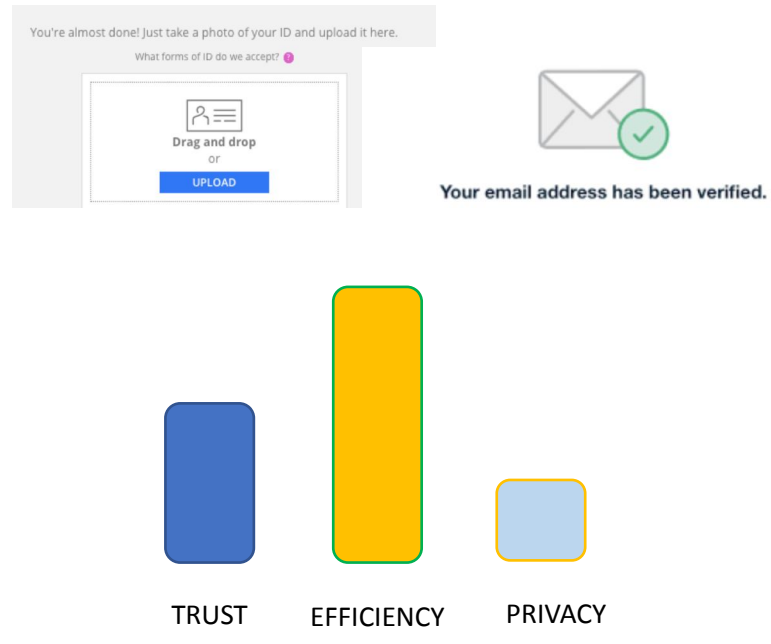 You're almost done! Just take a photo of your ID and upload it here.
What forms of ID do we accept? ?
Drag and drop
or
UPLOAD
Your email address has been verified.
TRUST
EFFICIENCY
PRIVACY